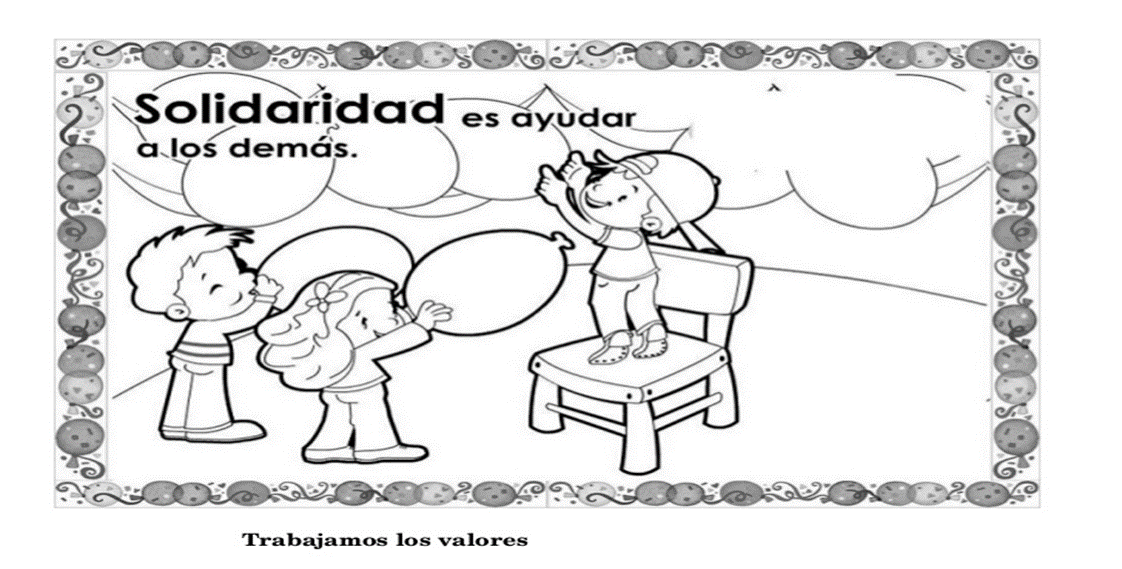 Solidaridad es ayudar
a los demás.
Trabajamos los valores